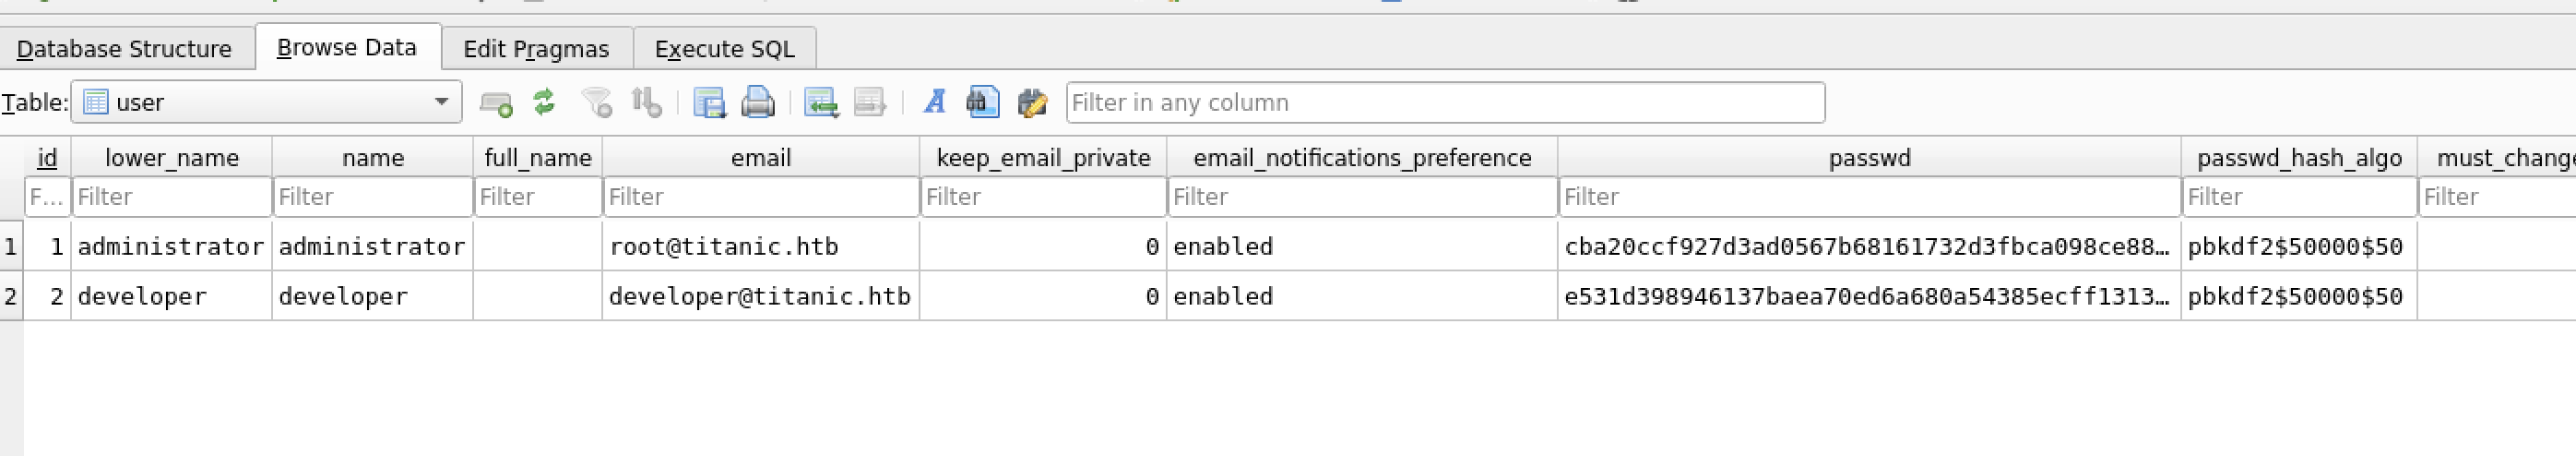 Database Structure Browse Data Edit Pragmas Execute SQL
Table: user Filter in any column
id lower_name name full_name email keep_email_private email_notifications_preference passwd passwd_hash_algo must_change
F... Filter Filter Filter Filter Filter Filter Filter Filter Filter
1 1 administrator administrator root@titanic.htb 0 enabled cba20ccf927d3ad0567b68161732d3fbca098ce88… pbkdf2$50000$50
2 2 developer developer developer@titanic.htb 0 enabled e531d398946137baea70ed6a680a54385ecff1313… pbkdf2$50000$50